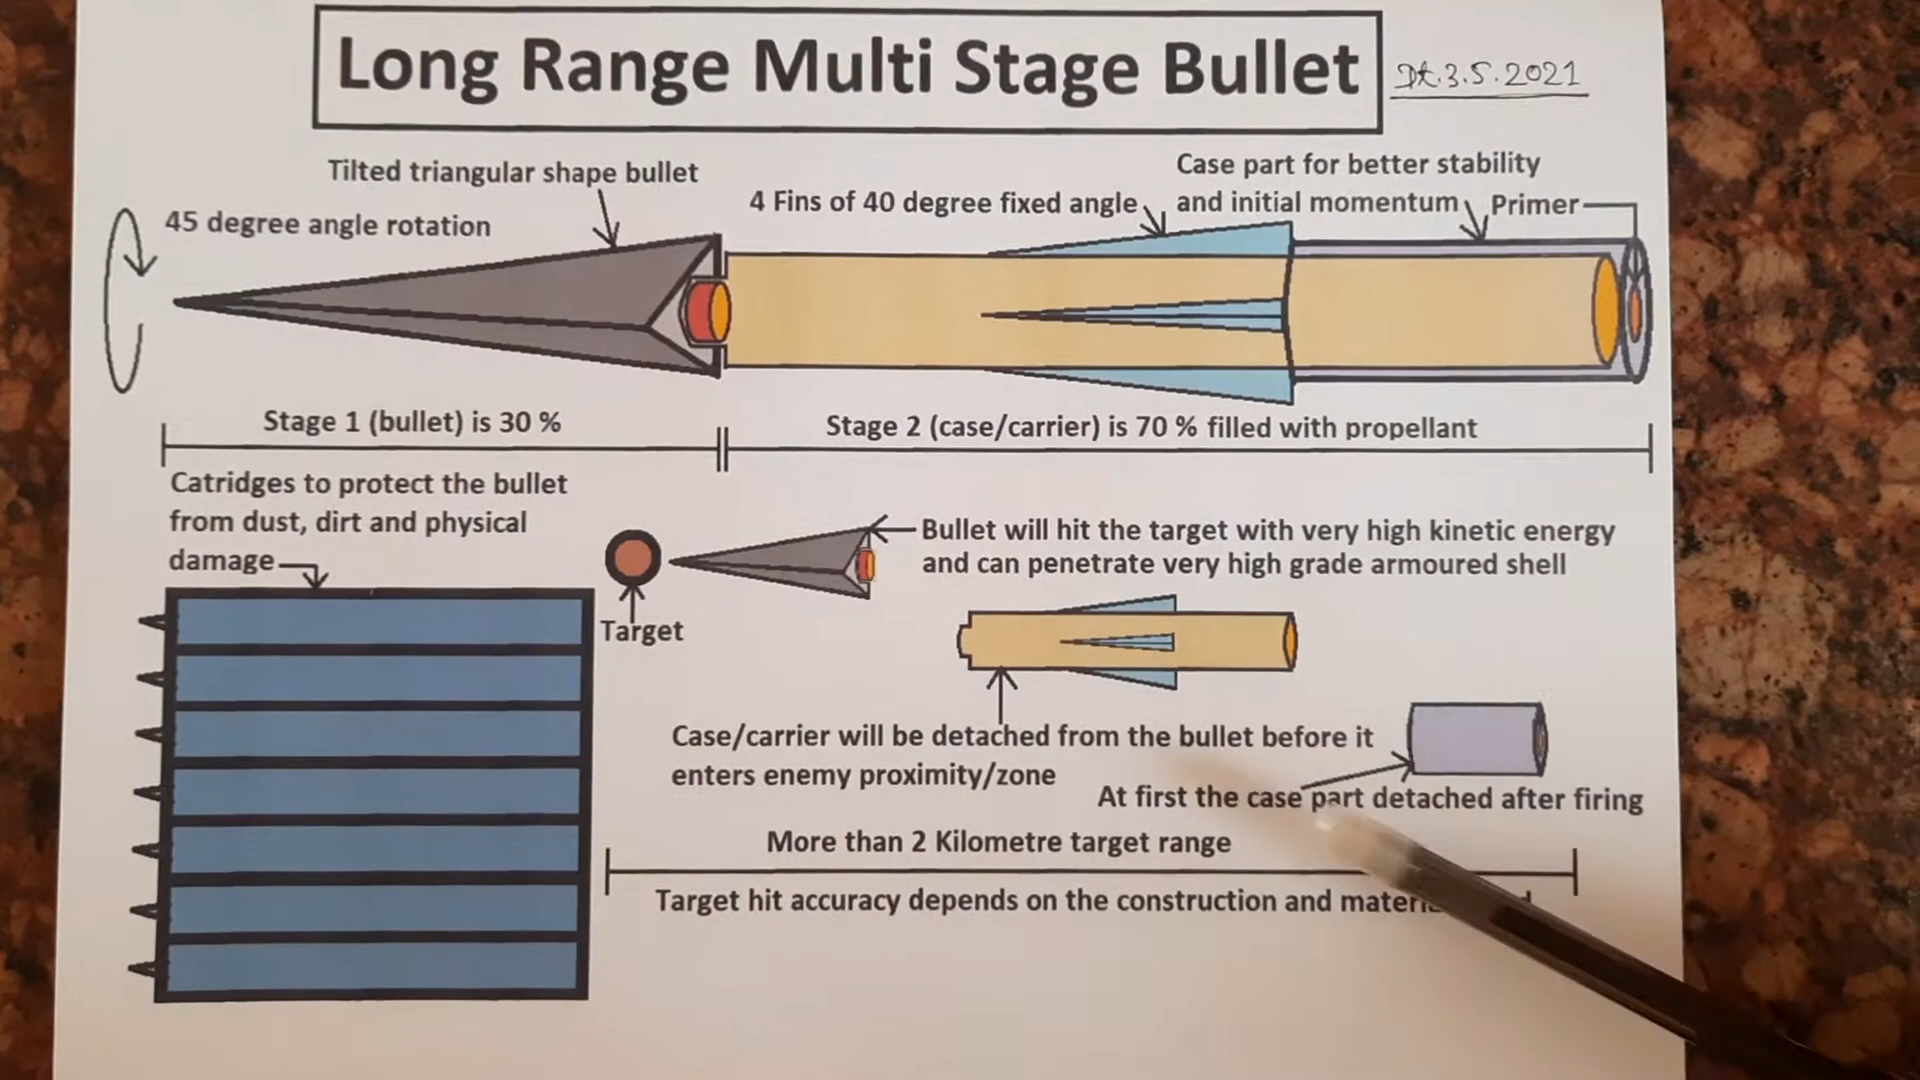 Long Range Multi Stage Bullet
Dt.3.5.2021
Tilted triangular shape bullet
45 degree angle rotation
4 Fins of 40 degree fixed angle
Case part for better stability
and initial momentum
Primer
Stage 1 (bullet) is 30 %
Stage 2 (case/carrier) is 70 % filled with propellant
Catridges to protect the bullet
from dust, dirt and physical
damage
Bullet will hit the target with very high kinetic energy
and can penetrate very high grade armoured shell
Target
Case/carrier will be detached from the bullet before it
enters enemy proximity/zone
At first the case part detached after firing
More than 2 Kilometre target range
Target hit accuracy depends on the construction and